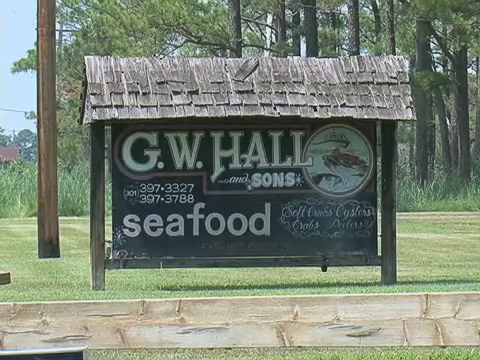 G.W. HALL
and SONS
301
397-3327
397-3788
seafood
Soft Crabs Oysters
Crabs Peelers